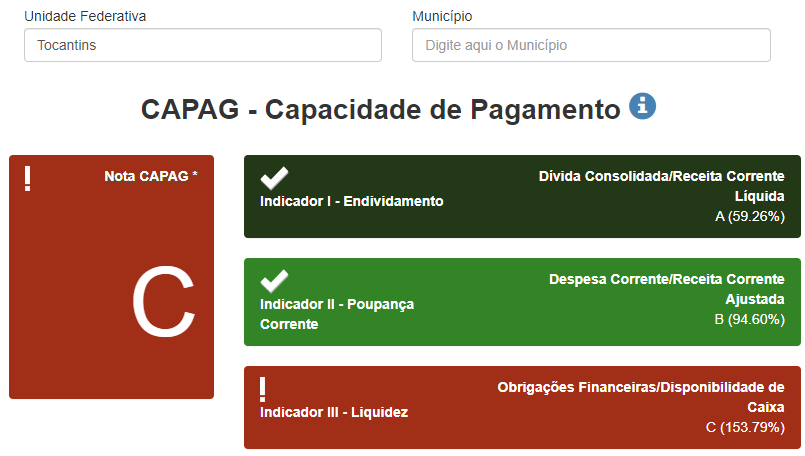 Unidade Federativa
Município
Tocantins
Digite aqui o Município
CAPAG - Capacidade de Pagamento
Nota CAPAG *
C
Indicador I - Endividamento
Dívida Consolidada/Receita Corrente
Líquida
A (59.26%)
Indicador II - Poupança
Corrente
Despesa Corrente/Receita Corrente
Ajustada
B (94.60%)
Indicador III - Liquidez
Obrigações Financeiras/Disponibilidade de
Caixa
C (153.79%)